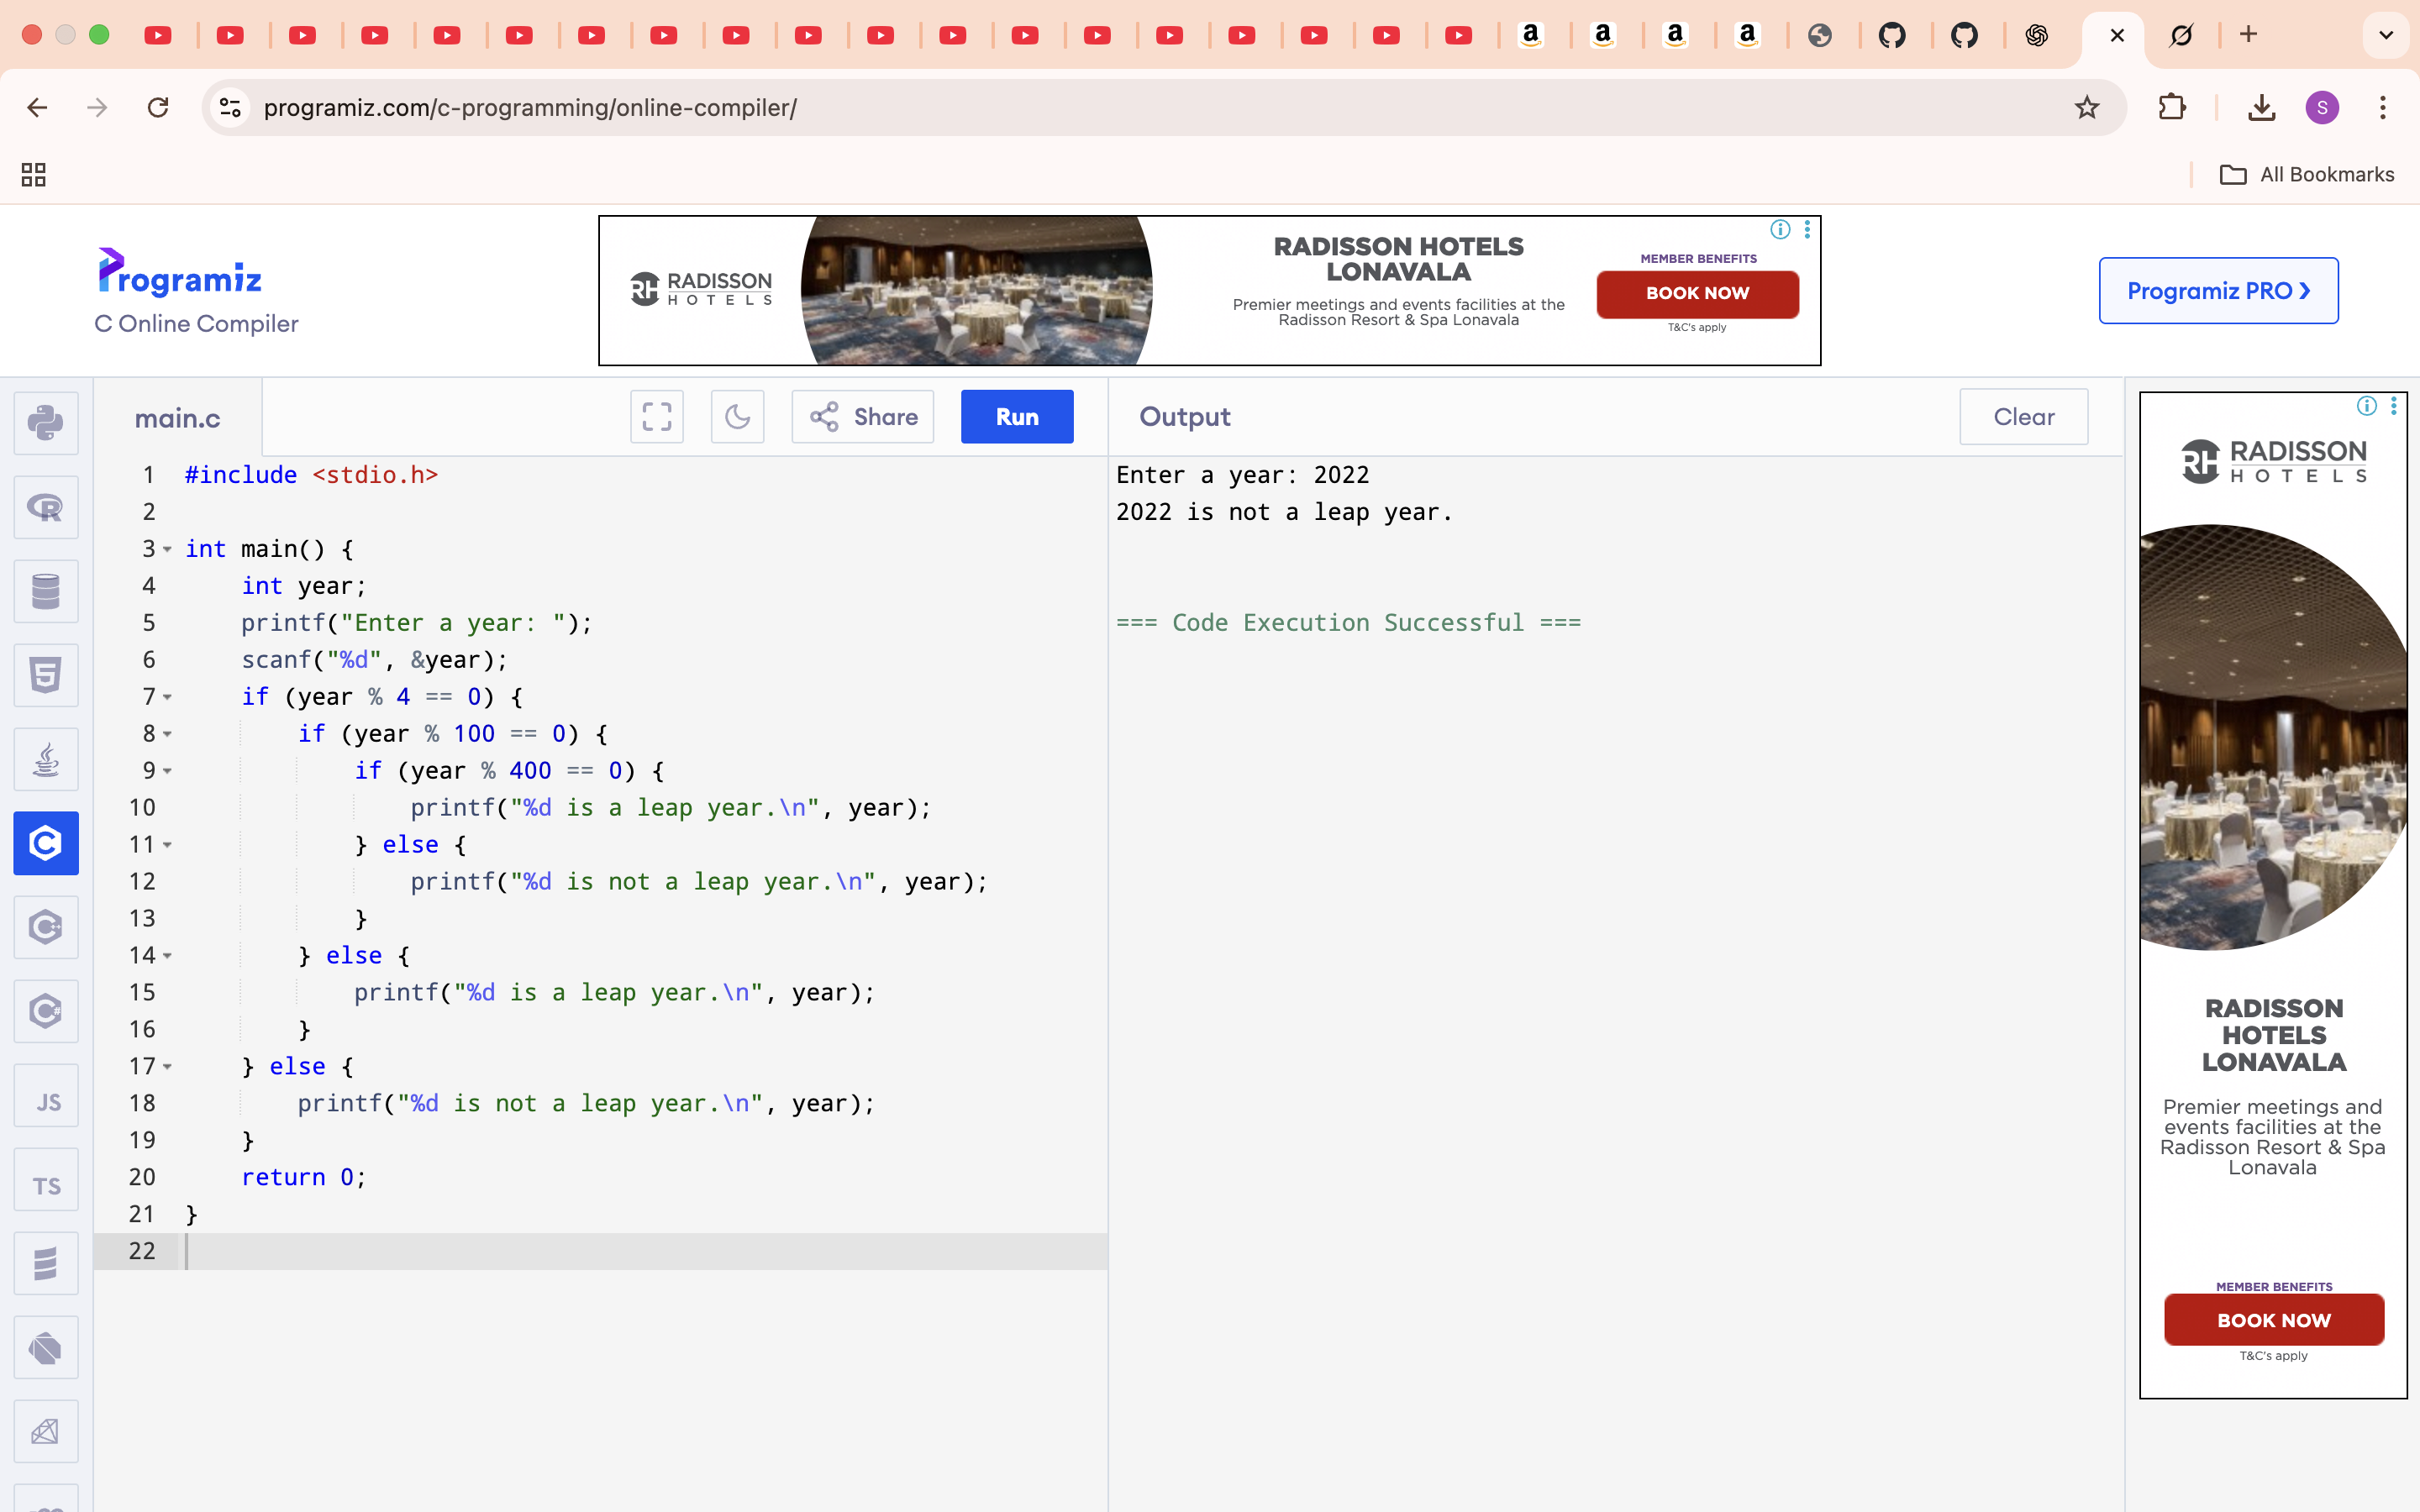 programiz.com/c-programming/online-compiler/
S
All Bookmarks
Programiz
C Online Compiler
RADISSON
HOTELS
RADISSON HOTELS
LONAVALA
Premier meetings and events facilities at the
Radisson Resort & Spa Lonavala
MEMBER BENEFITS
BOOK NOW
T&C's apply
Programiz PRO ❯
main.c
Share
Run
Output
Clear
1 #include <stdio.h>
2
3 int main() {
4     int year;
5     printf("Enter a year: ");
6     scanf("%d", &year);
7     if (year % 4 == 0) {
8         if (year % 100 == 0) {
9             if (year % 400 == 0) {
10                 printf("%d is a leap year.\n", year);
11             } else {
12                 printf("%d is not a leap year.\n", year);
13             }
14         } else {
15             printf("%d is a leap year.\n", year);
16         }
17     } else {
18         printf("%d is not a leap year.\n", year);
19     }
20     return 0;
21 }
22
Enter a year: 2022
2022 is not a leap year.
=== Code Execution Successful ===
JS
TS
RADISSON
HOTELS
RADISSON
HOTELS
LONAVALA
Premier meetings and
events facilities at the
Radisson Resort & Spa
Lonavala
MEMBER BENEFITS
BOOK NOW
T&C's apply